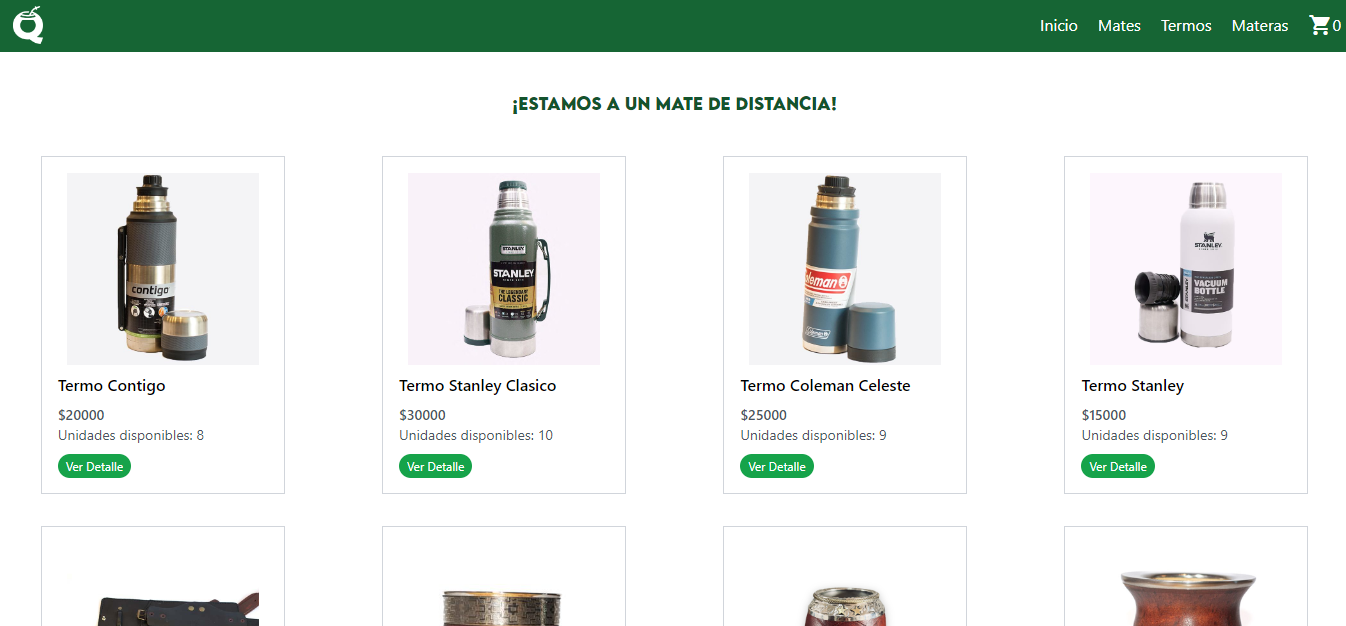 Inicio Mates Termos Materas 0
¡ESTAMOS A UN MATE DE DISTANCIA!
contigo
STANLEY
STANLEY
THE LEGENDARY
CLASSIC
Coleman
Coleman
STANLEY
VACUUM
BOTTLE
Termo Contigo
$20000
Unidades disponibles: 8
Ver Detalle
Termo Stanley Clasico
$30000
Unidades disponibles: 10
Ver Detalle
Termo Coleman Celeste
$25000
Unidades disponibles: 9
Ver Detalle
Termo Stanley
$15000
Unidades disponibles: 9
Ver Detalle